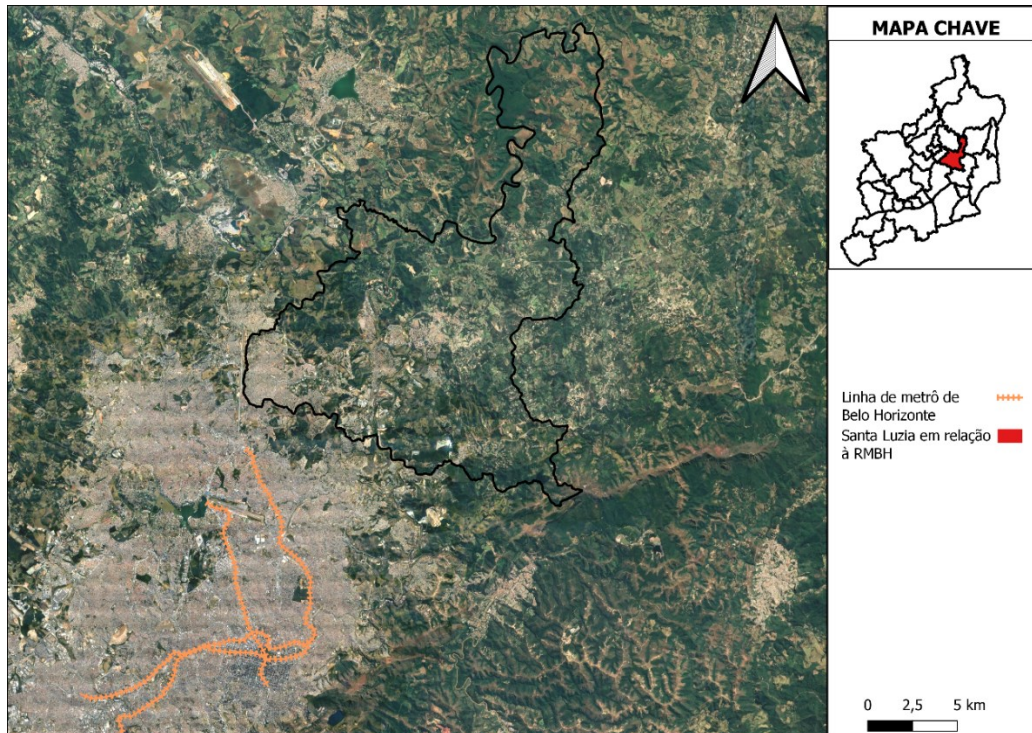 MAPA CHAVE
Linha de metrô de
Belo Horizonte
Santa Luzia em relação
à RMBH
0 2,5 5 km